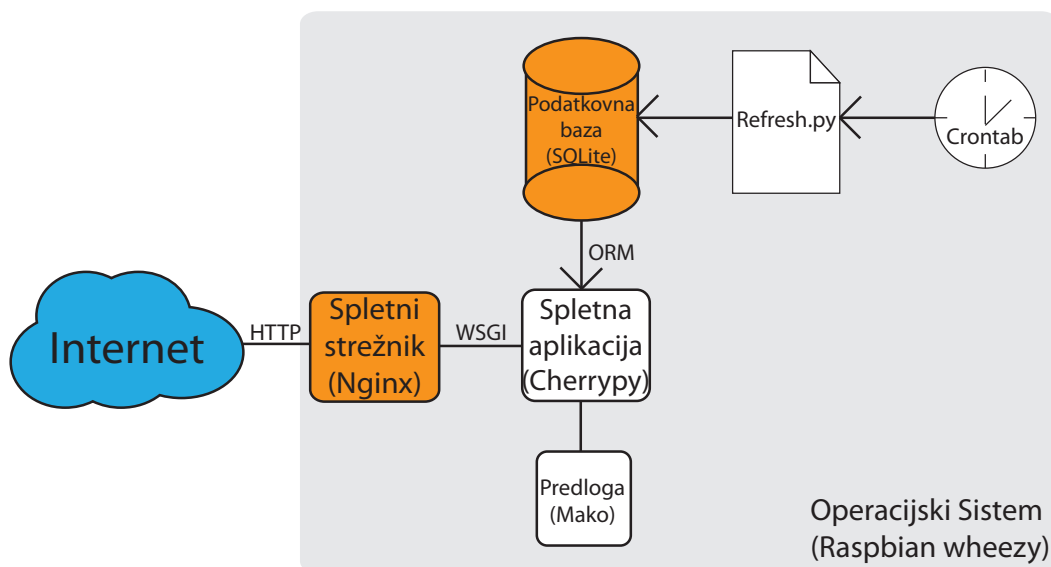 Podatkovna
baza
(SQLite)
Refresh.py
Crontab
ORM
Internet
HTTP
Spletni
strežnik
(Nginx)
WSGI
Spletna
aplikacija
(Cherrypy)
Predloga
(Mako)
Operacijski Sistem
(Raspbian wheezy)